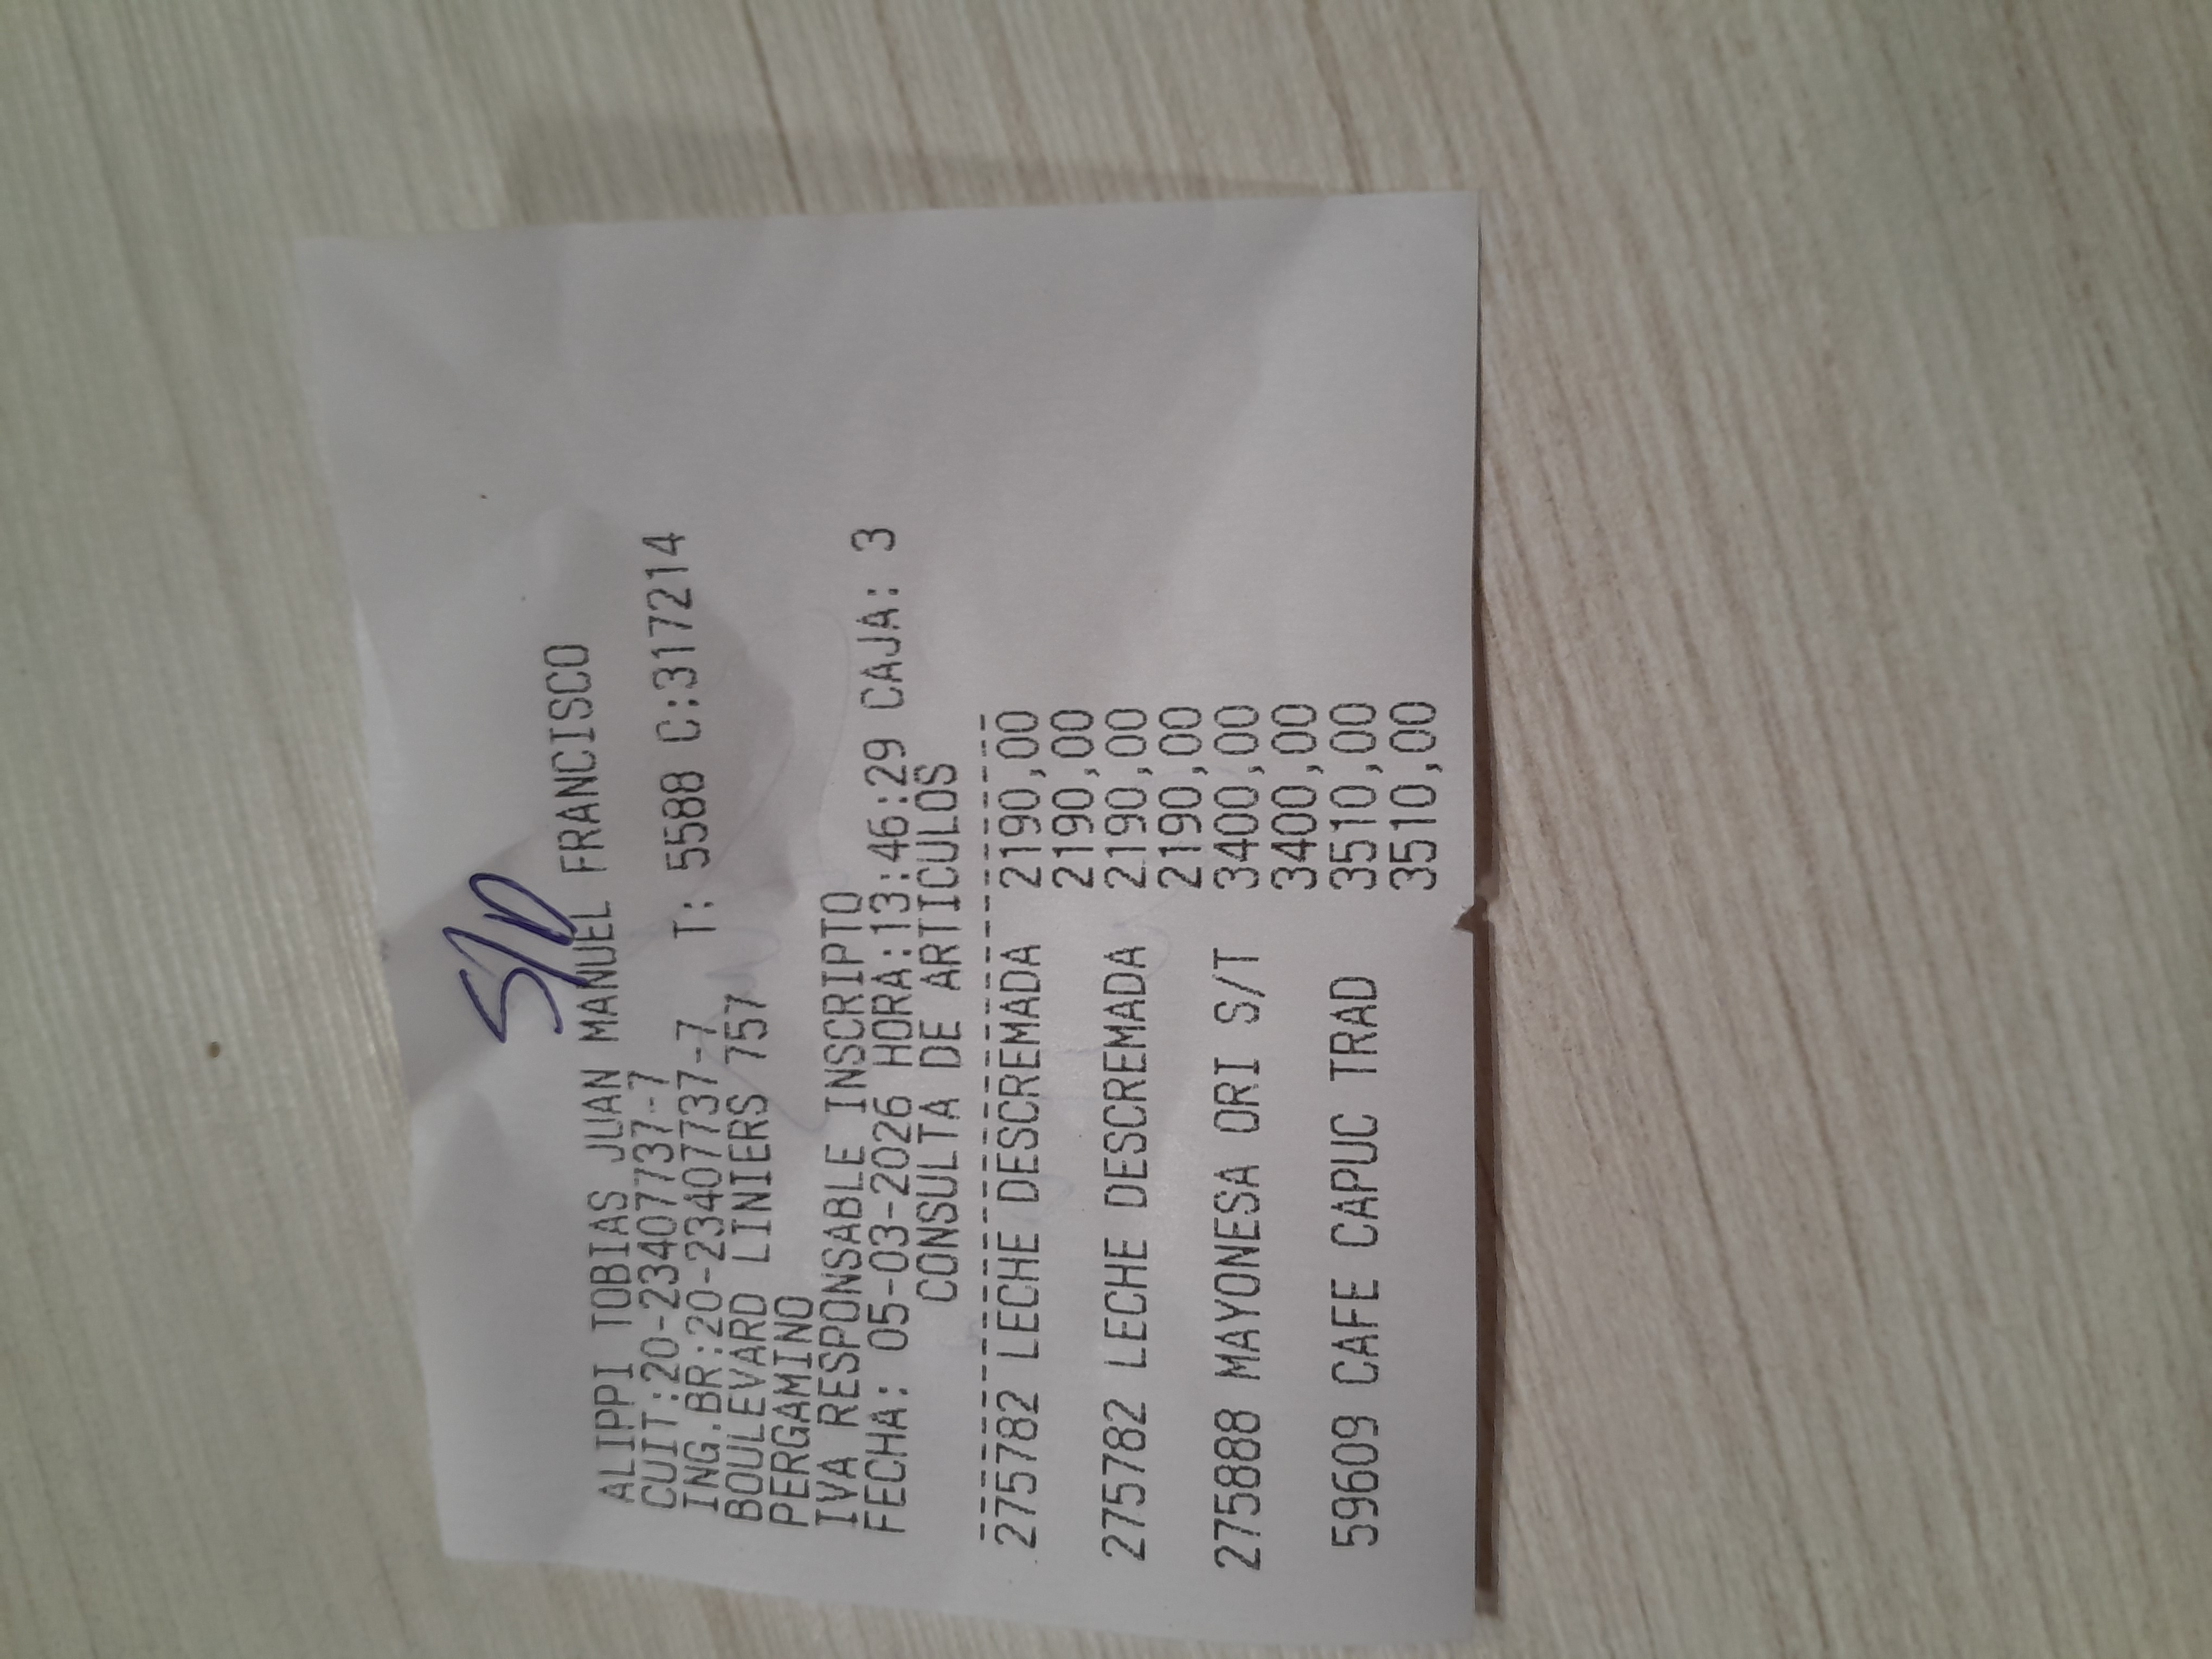 S/D
ALIPPI TOBIAS JUAN MANUEL FRANCISCO
CUIT:20-23407737-7
ING.BR:20-23407737-7 T: 5588 C:317214
BOULEVARD LINIERS 757
PERGAMINO
IVA RESPONSABLE INSCRIPTO
FECHA: 05-03-2026 HORA:13:46:29 CAJA: 3
CONSULTA DE ARTICULOS
275782 LECHE DESCREMADA 2190,00
2190,00
275782 LECHE DESCREMADA 2190,00
2190,00
275888 MAYONESA ORI S/T 3400,00
3400,00
59609 CAFE CAPUC TRAD 3510,00
3510,00